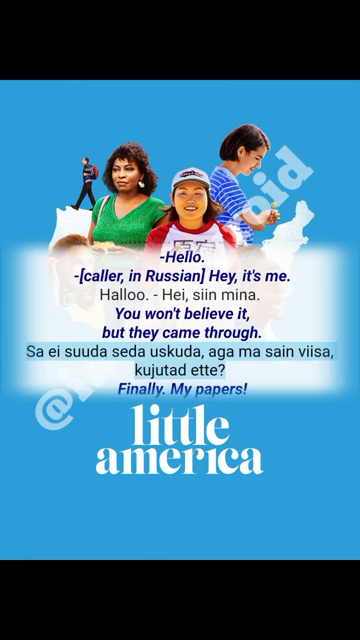 -Hello.
-[caller, in Russian] Hey, it's me.
Halloo. - Hei, siin mina.
You won't believe it,
but they came through.
Sa ei suuda seda uskuda, aga ma sain viisa,
kujutad ette?
Finally. My papers!
little
america